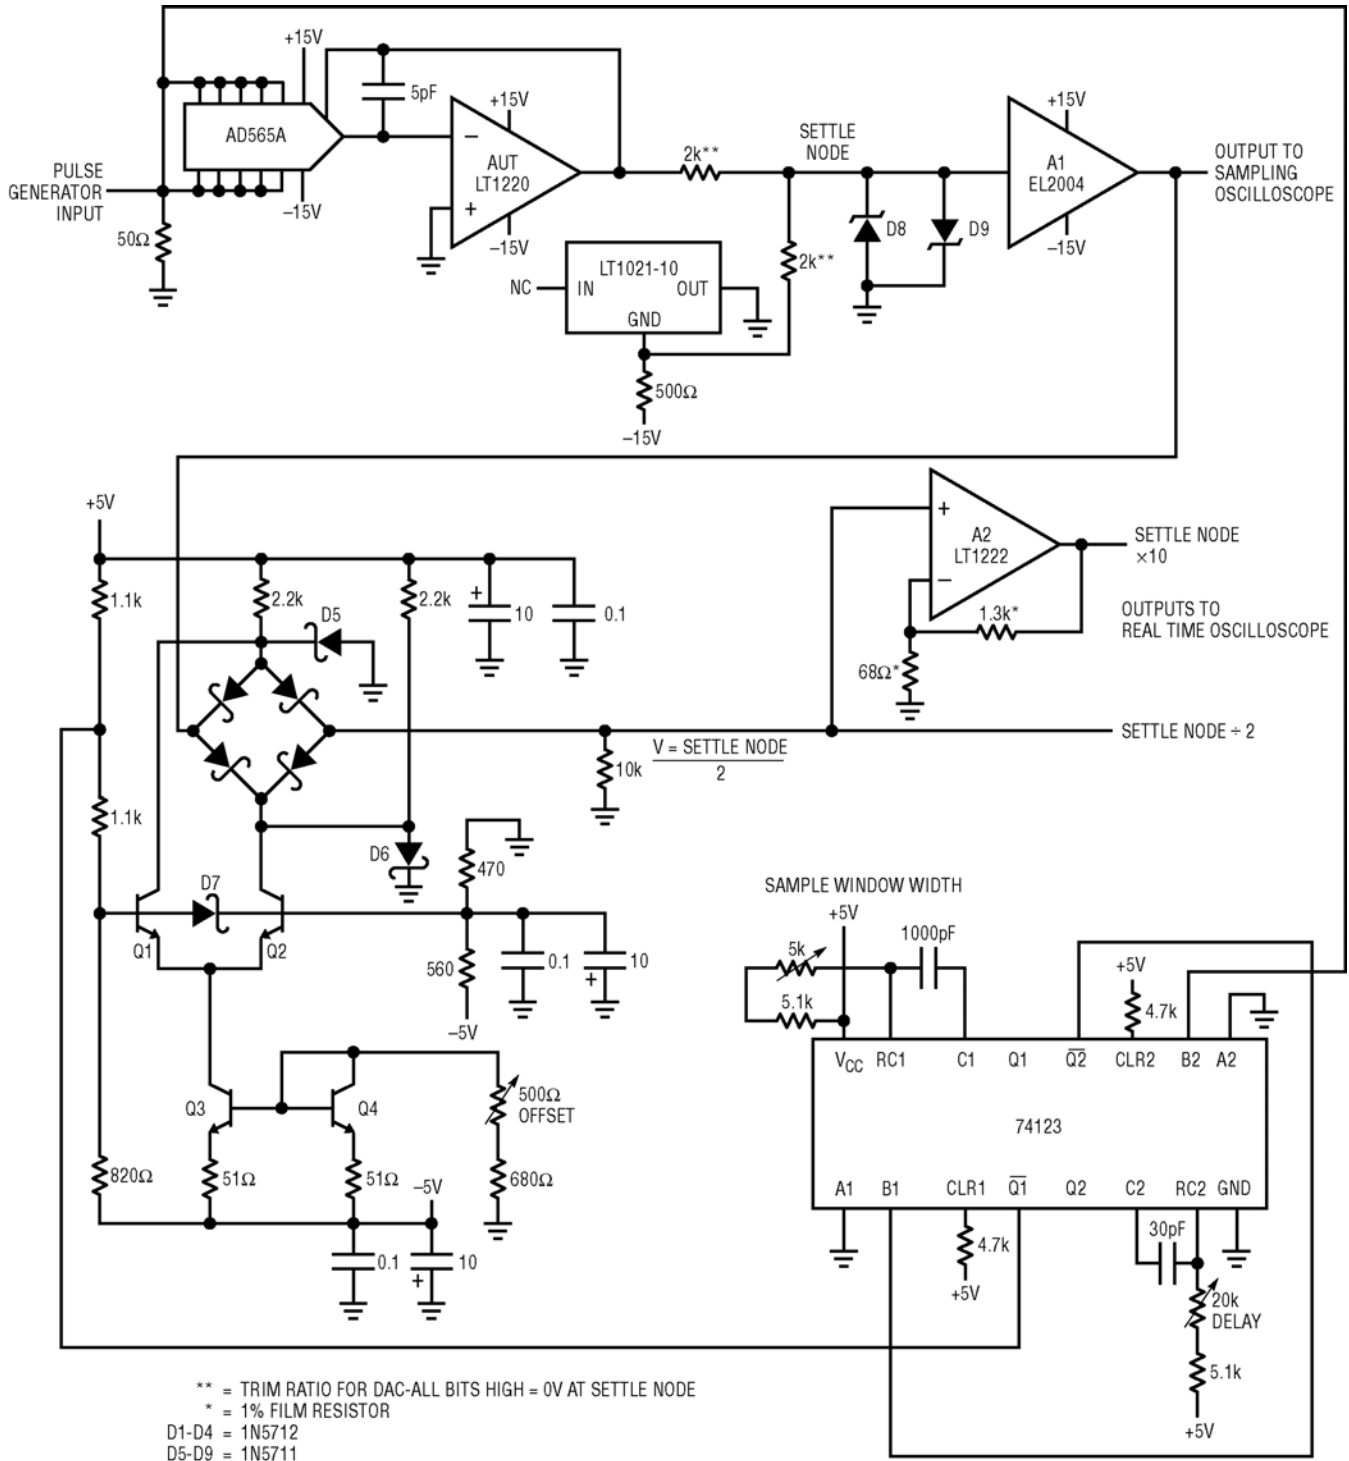 +15V
AD565A
–15V
PULSE
GENERATOR
INPUT
50Ω
5pF
+15V
–
AUT
LT1220
+
–15V
2k**
SETTLE
NODE
2k**
D8
D9
+15V
A1
EL2004
–15V
OUTPUT TO
SAMPLING
OSCILLOSCOPE
NC
LT1021-10
IN
OUT
GND
500Ω
–15V
+5V
1.1k
2.2k
D5
2.2k
+
10
0.1
+
A2
LT1222
–
SETTLE NODE
×10
1.3k*
68Ω*
OUTPUTS TO
REAL TIME OSCILLOSCOPE
SETTLE NODE ÷ 2
10k
V = SETTLE NODE
2
1.1k
D6
470
D7
Q1
Q2
560
–5V
0.1
+
10
SAMPLE WINDOW WIDTH
+5V
5k
5.1k
1000pF
+5V
4.7k
VCC
RC1
C1
Q1
Q2
CLR2
B2
A2
74123
A1
B1
CLR1
Q1
Q2
C2
RC2
GND
4.7k
+5V
30pF
20k
DELAY
5.1k
+5V
Q3
Q4
500Ω
OFFSET
820Ω
51Ω
51Ω
680Ω
–5V
0.1
+
10
** = TRIM RATIO FOR DAC-ALL BITS HIGH = 0V AT SETTLE NODE
* = 1% FILM RESISTOR
D1-D4 = 1N5712
D5-D9 = 1N5711